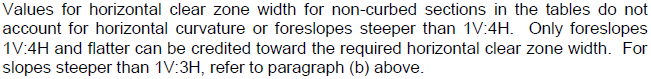 Values for horizontal clear zone width for non-curbed sections in the tables do not
account for horizontal curvature or foreslopes steeper than 1V:4H.  Only foreslopes
1V:4H and flatter can be credited toward the required horizontal clear zone width.  For
slopes steeper than 1V:3H, refer to paragraph (b) above.